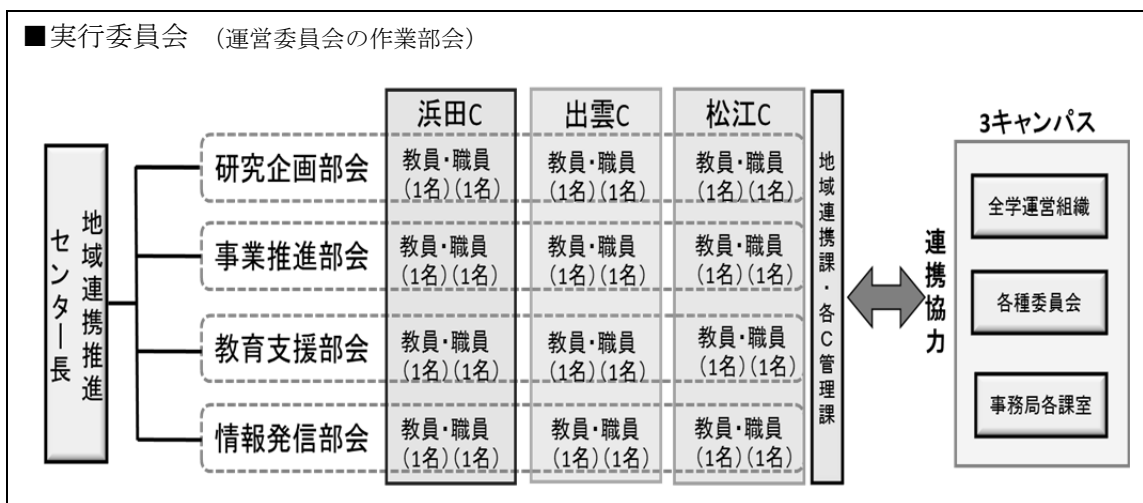 ■実行委員会 （運営委員会の作業部会）
浜田C
出雲C
松江C
3キャンパス
地域連携推進
センター長
研究企画部会
教員・職員
(1名)(1名)
教員・職員
(1名)(1名)
教員・職員
(1名)(1名)
事業推進部会
教員・職員
(1名)(1名)
教員・職員
(1名)(1名)
教員・職員
(1名)(1名)
教育支援部会
教員・職員
(1名)(1名)
教員・職員
(1名)(1名)
教員・職員
(1名)(1名)
情報発信部会
教員・職員
(1名)(1名)
教員・職員
(1名)(1名)
教員・職員
(1名)(1名)
地域連携課・各C管理課
連携協力
全学運営組織
各種委員会
事務局各課室